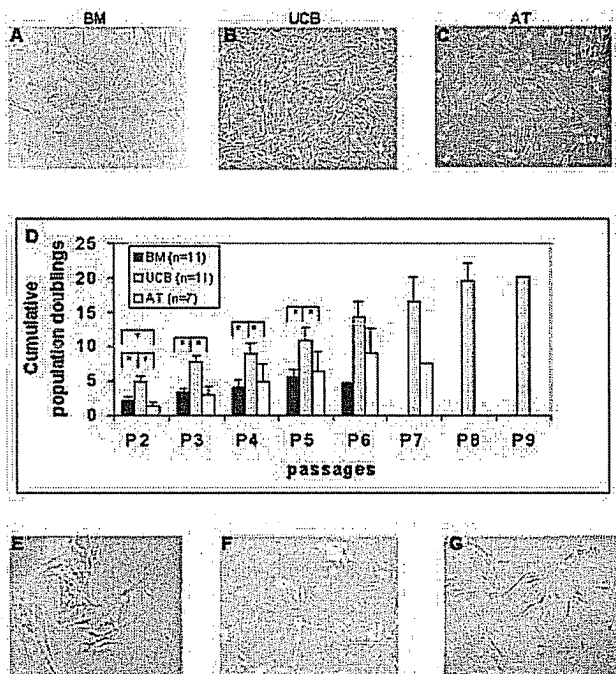 BM UCB AT
A B C
D
25
BM (n=11)
20
UCB (n=11)
15
AT (n=7)
10
5
0
Cumulative
population doublings
* * * * * * * * *
P2 P3 P4 P5 P6 P7 P8 P9
passages
E F G